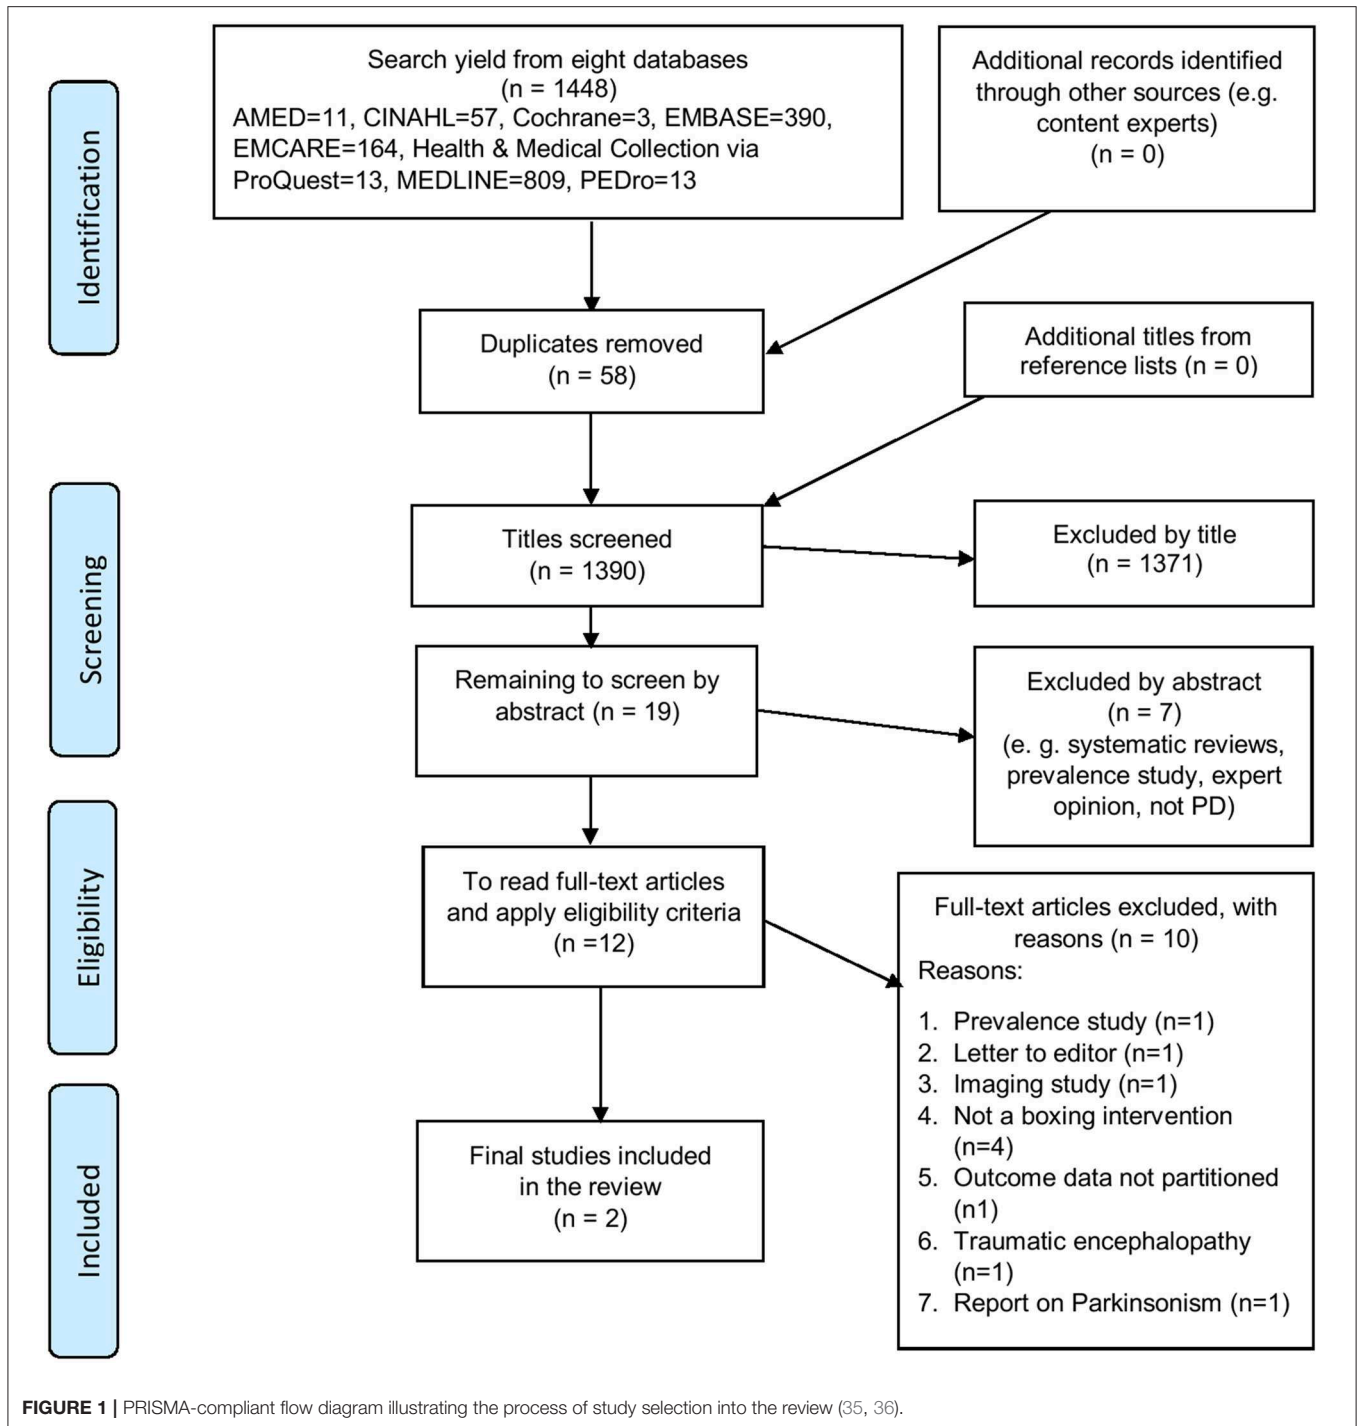 Identification
Search yield from eight databases
(n = 1448)
AMED=11, CINAHL=57, Cochrane=3, EMBASE=390,
EMCARE=164, Health & Medical Collection via
ProQuest=13, MEDLINE=809, PEDro=13
Additional records identified
through other sources (e.g.
content experts)
(n = 0)
Duplicates removed
(n = 58)
Additional titles from
reference lists (n = 0)
Screening
Titles screened
(n = 1390)
Excluded by title
(n = 1371)
Remaining to screen by
abstract (n = 19)
Excluded by abstract
(n = 7)
(e. g. systematic reviews,
prevalence study, expert
opinion, not PD)
Eligibility
To read full-text articles
and apply eligibility criteria
(n =12)
Full-text articles excluded, with
reasons (n = 10)
Reasons:
1. Prevalence study (n=1)
2. Letter to editor (n=1)
3. Imaging study (n=1)
4. Not a boxing intervention
(n=4)
5. Outcome data not partitioned
(n1)
6. Traumatic encephalopathy
(n=1)
7. Report on Parkinsonism (n=1)
Included
Final studies included
in the review
(n = 2)
FIGURE 1 | PRISMA-compliant flow diagram illustrating the process of study selection into the review (35, 36).